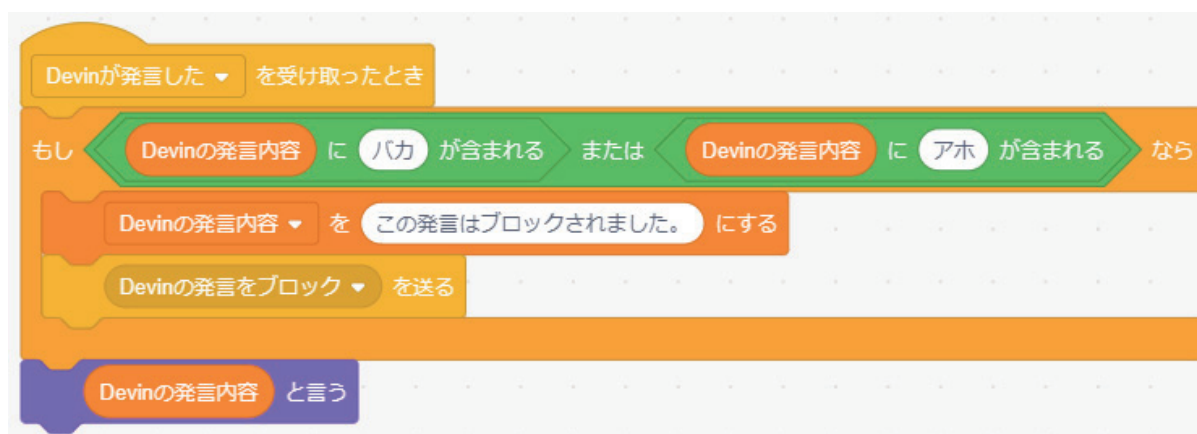 Devinが発言した を受け取ったとき
もし Devinの発言内容 に バカ が含まれる または Devinの発言内容 に アホ が含まれる なら
Devinの発言内容 を この発言はブロックされました。 にする
Devinの発言をブロック を送る
Devinの発言内容 と言う